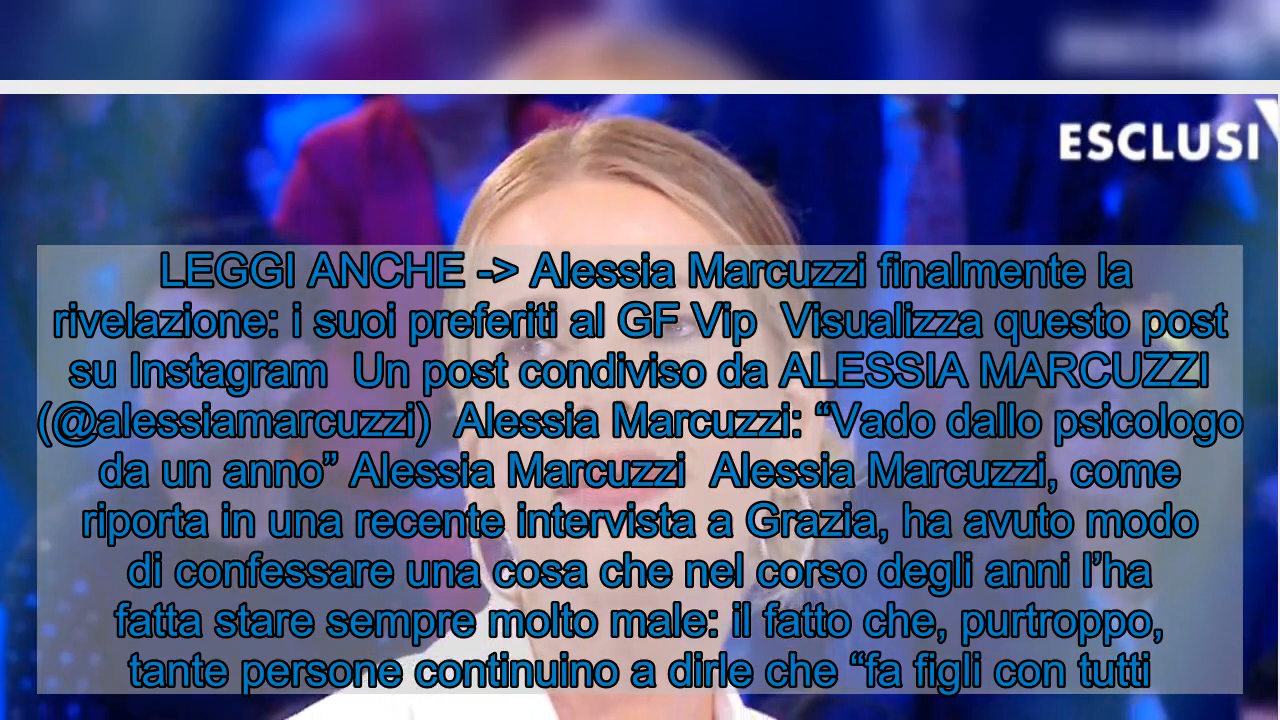 ESCLUSI
LEGGI ANCHE -> Alessia Marcuzzi finalmente la
rivelazione: i suoi preferiti al GF Vip  Visualizza questo post
su Instagram  Un post condiviso da ALESSIA MARCUZZI
(@alessiamarcuzzi)  Alessia Marcuzzi: “Vado dallo psicologo
da un anno” Alessia Marcuzzi  Alessia Marcuzzi, come
riporta in una recente intervista a Grazia, ha avuto modo
di confessare una cosa che nel corso degli anni l’ha
fatta stare sempre molto male: il fatto che, purtroppo,
tante persone continuino a dirle che “fa figli con tutti